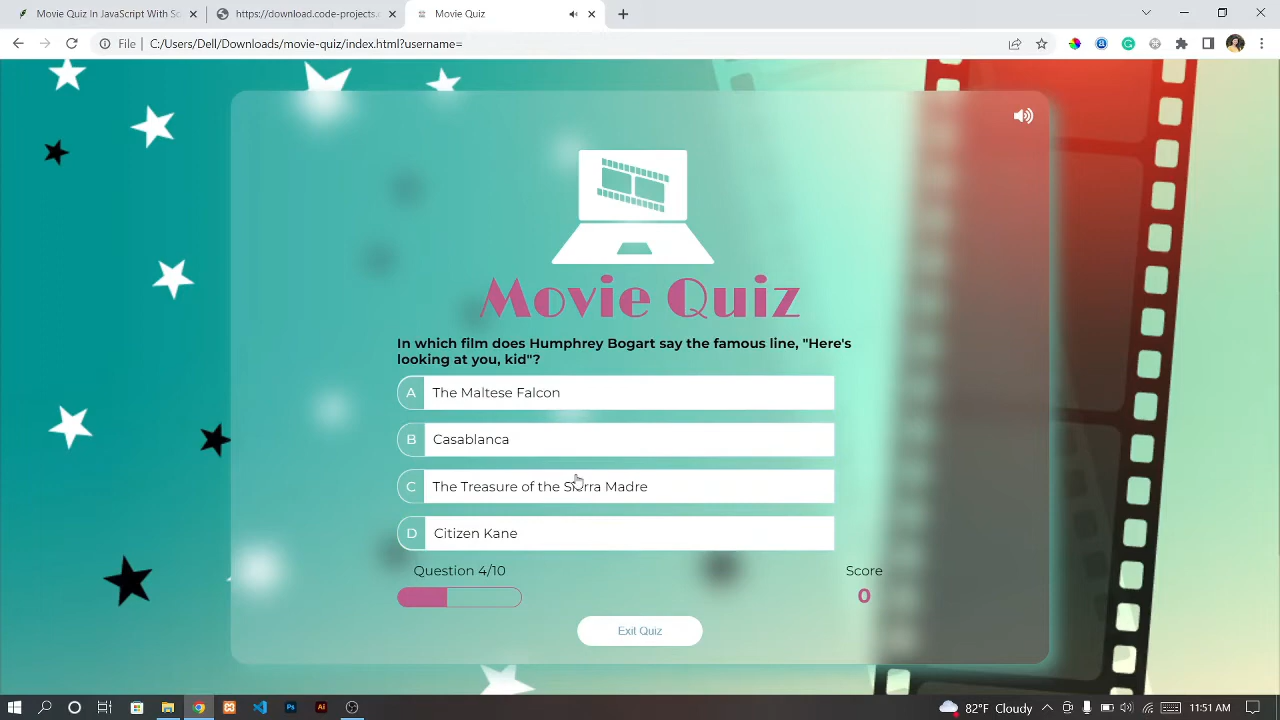 Movie Quiz App in JavaScript With So
https://download.code-projects.o
Movie Quiz
File | C:/Users/Dell/Downloads/movie-quiz/index.html?username=
Movie Quiz
In which film does Humphrey Bogart say the famous line, "Here's
looking at you, kid"?
A The Maltese Falcon
B Casablanca
C The Treasure of the Sierra Madre
D Citizen Kane
Question 4/10
Score
0
Exit Quiz
Ps
Ai
82°F Cloudy
11:51 AM